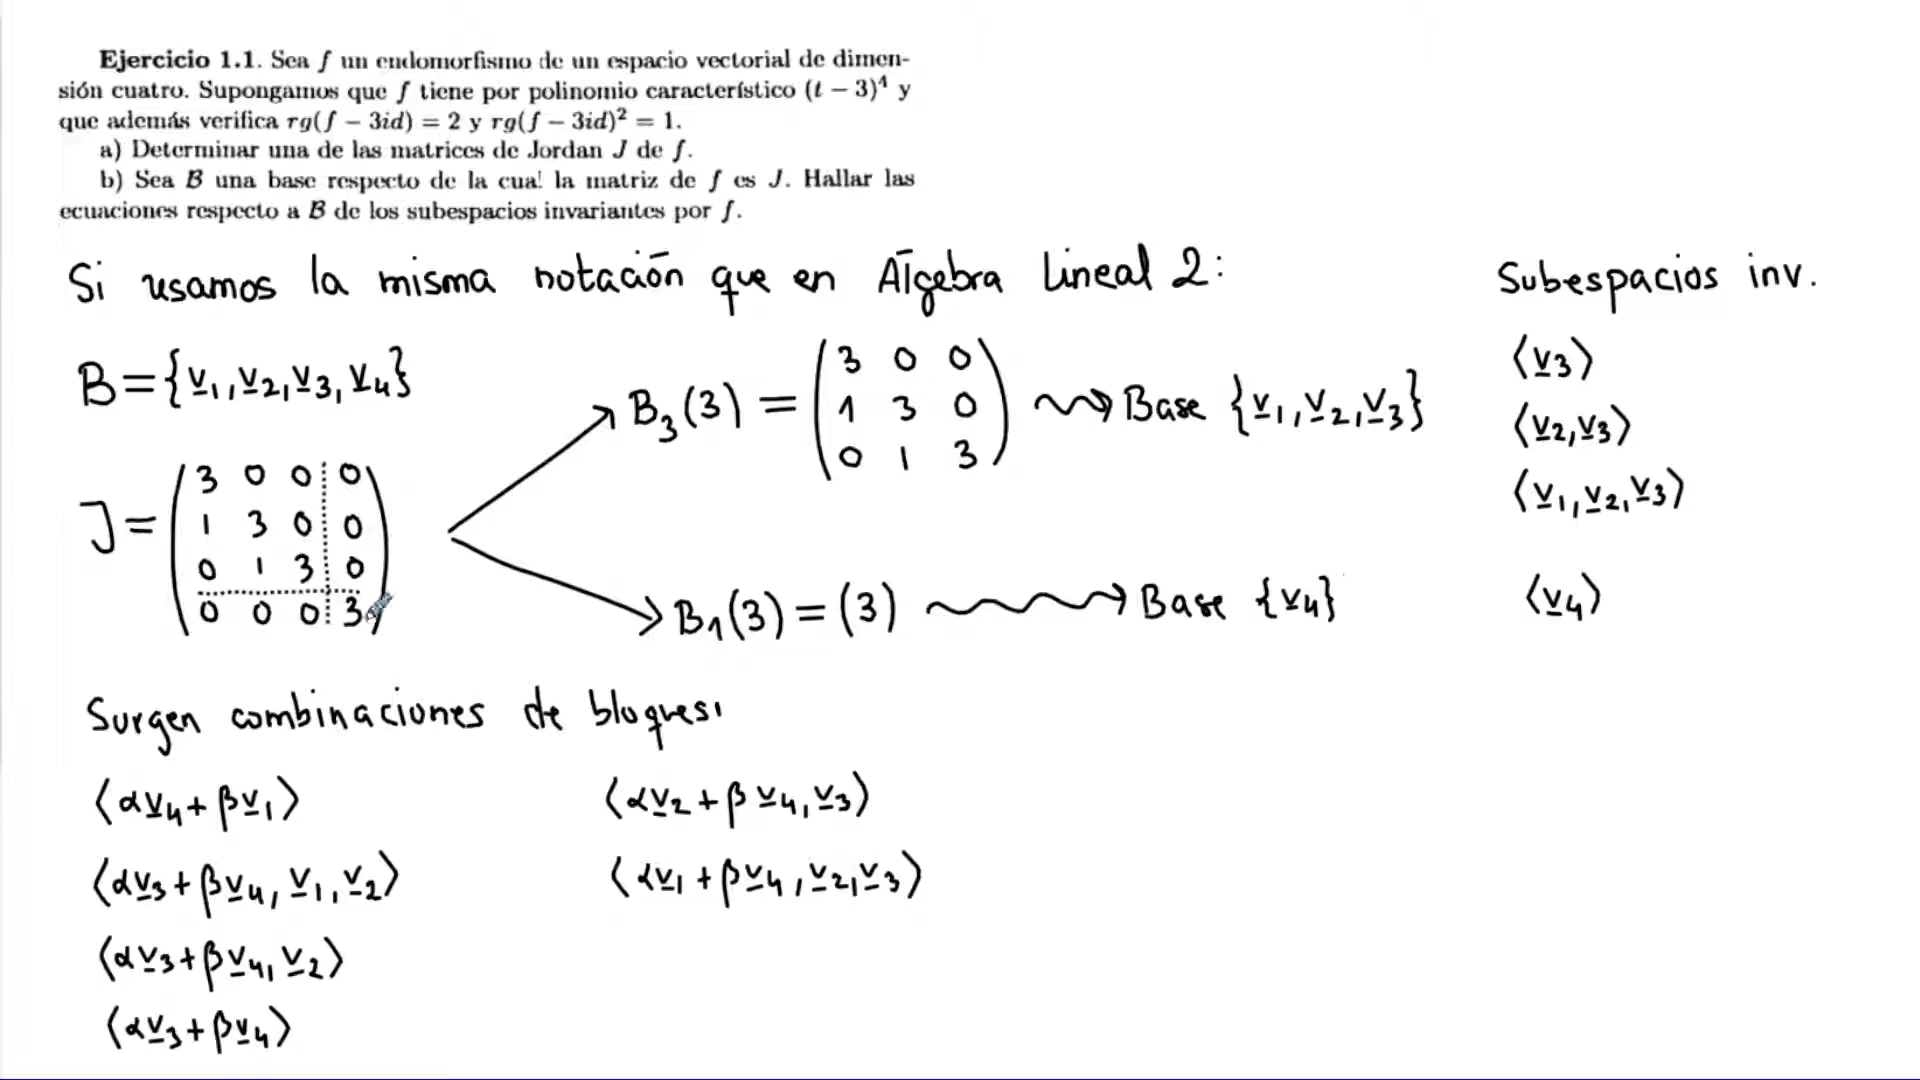 Ejercicio 1.1. Sea f un endomorfismo de un espacio vectorial de dimen-
sión cuatro. Supongamos que f tiene por polinomio característico (t − 3)⁴ y
que además verifica rg(f − 3id) = 2 y rg(f − 3id)² = 1.
a) Determinar una de las matrices de Jordan J de f.
b) Sea B una base respecto de la cual la matriz de f es J. Hallar las
ecuaciones respecto a B de los subespacios invariantes por f.
Si usamos la misma notación que en Álgebra Lineal 2:
Subespacios inv.
B = {v₁, v₂, v₃, v₄}
B₃(3) = (3 0 0
1 3 0
0 1 3) ⇝ Base {v₁, v₂, v₃}
⟨v₃⟩
⟨v₂, v₃⟩
⟨v₁, v₂, v₃⟩
J = (3 0 0 0
1 3 0 0
0 1 3 0
0 0 0 3)
B₁(3) = (3) ⇝ Base {v₄}
⟨v₄⟩
Surgen combinaciones de bloques:
⟨αv₄ + βv₁⟩
⟨αv₃ + βv₄, v₁, v₂⟩
⟨αv₃ + βv₄, v₂⟩
⟨αv₃ + βv₄⟩
⟨αv₂ + βv₄, v₃⟩
⟨αv₁ + βv₄, v₂, v₃⟩